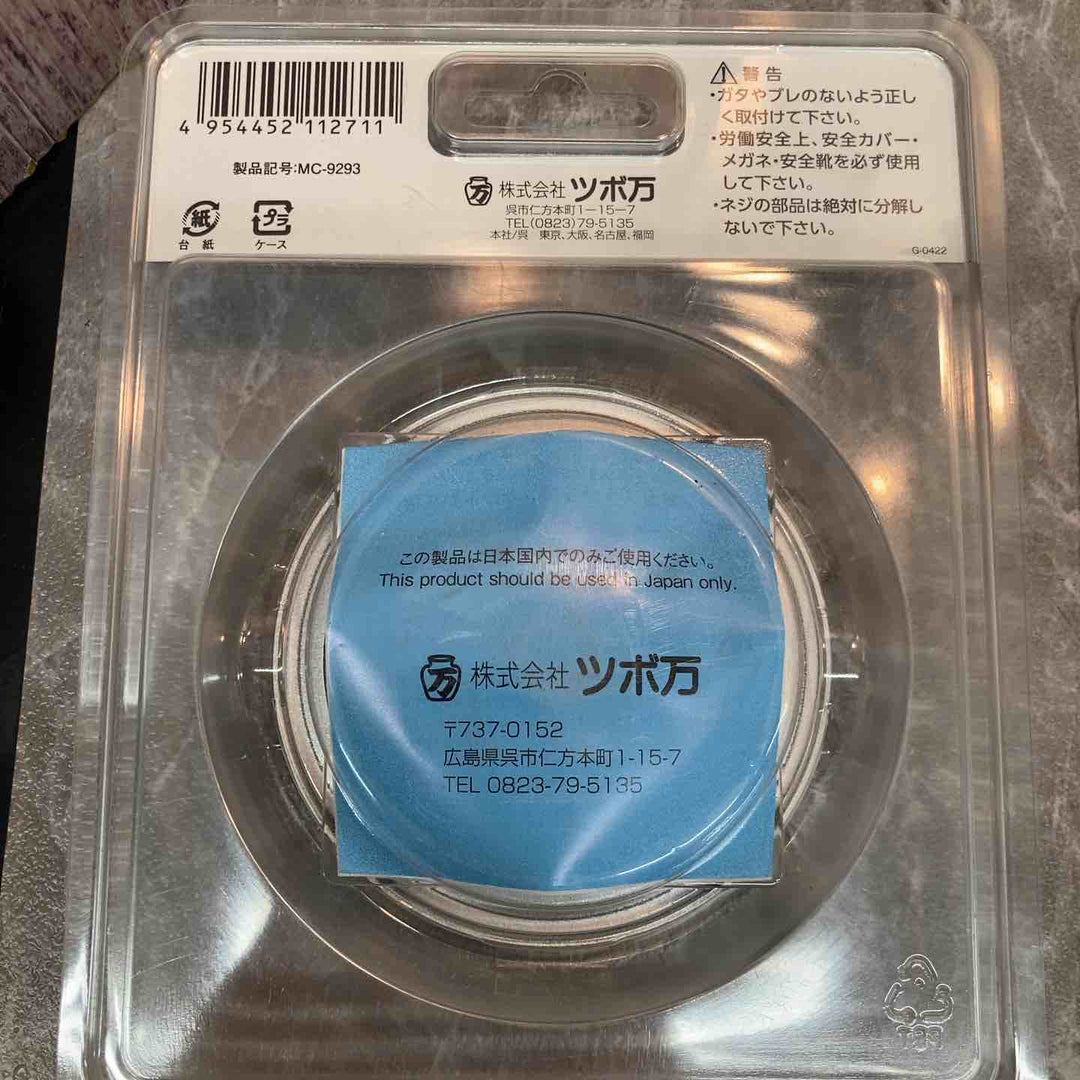 4 954452 112711
製品記号:MC-9293
紙
台 紙
プラ
ケース
万 株式会社 ツボ万
呉市仁方本町1-15-7
TEL(0823)79-5135
本社/呉 東京、大阪、名古屋、福岡
警 告
・ガタやブレのないよう正し
く取付けて下さい。
・労働安全上、安全カバー・
メガネ・安全靴を必ず使用
して下さい。
・ネジの部品は絶対に分解し
ないで下さい。
G-0422
この製品は日本国内でのみご使用ください。
This product should be used in Japan only.
万 株式会社 ツボ万
〒737-0152
広島県呉市仁方本町1-15-7
TEL 0823-79-5135